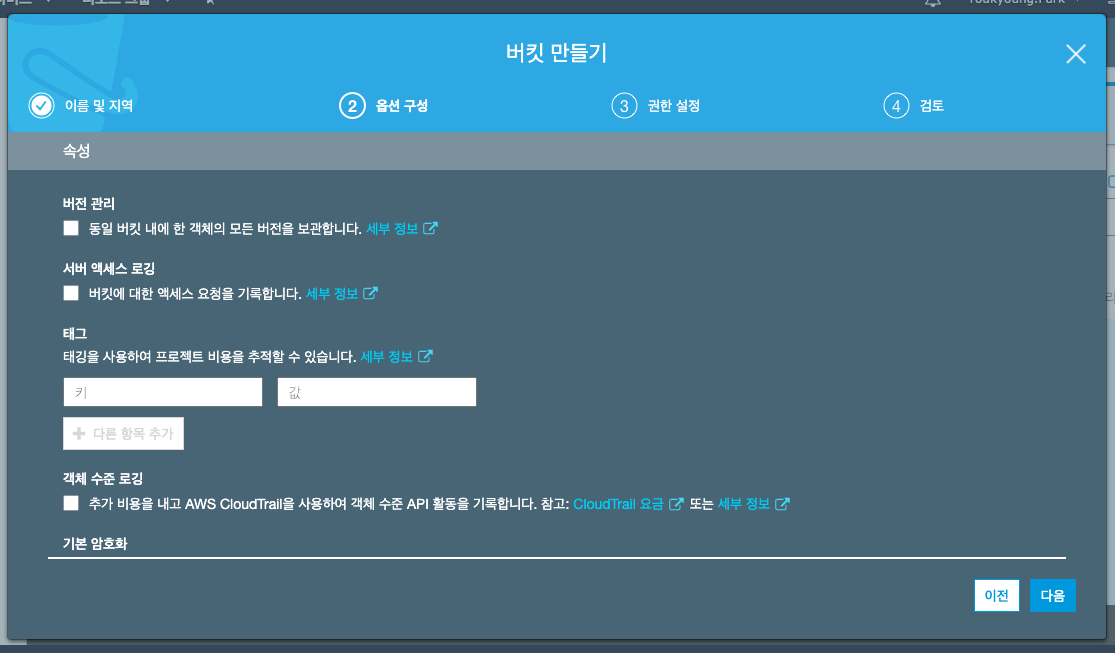 버킷 만들기
이름 및 지역
2 옵션 구성
3 권한 설정
4 검토
속성
버전 관리
동일 버킷 내에 한 객체의 모든 버전을 보관합니다. 세부 정보
서버 액세스 로깅
버킷에 대한 액세스 요청을 기록합니다. 세부 정보
태그
태깅을 사용하여 프로젝트 비용을 추적할 수 있습니다. 세부 정보
키
값
다른 항목 추가
객체 수준 로깅
추가 비용을 내고 AWS CloudTrail을 사용하여 객체 수준 API 활동을 기록합니다. 참고: CloudTrail 요금 또는 세부 정보
기본 암호화
이전
다음